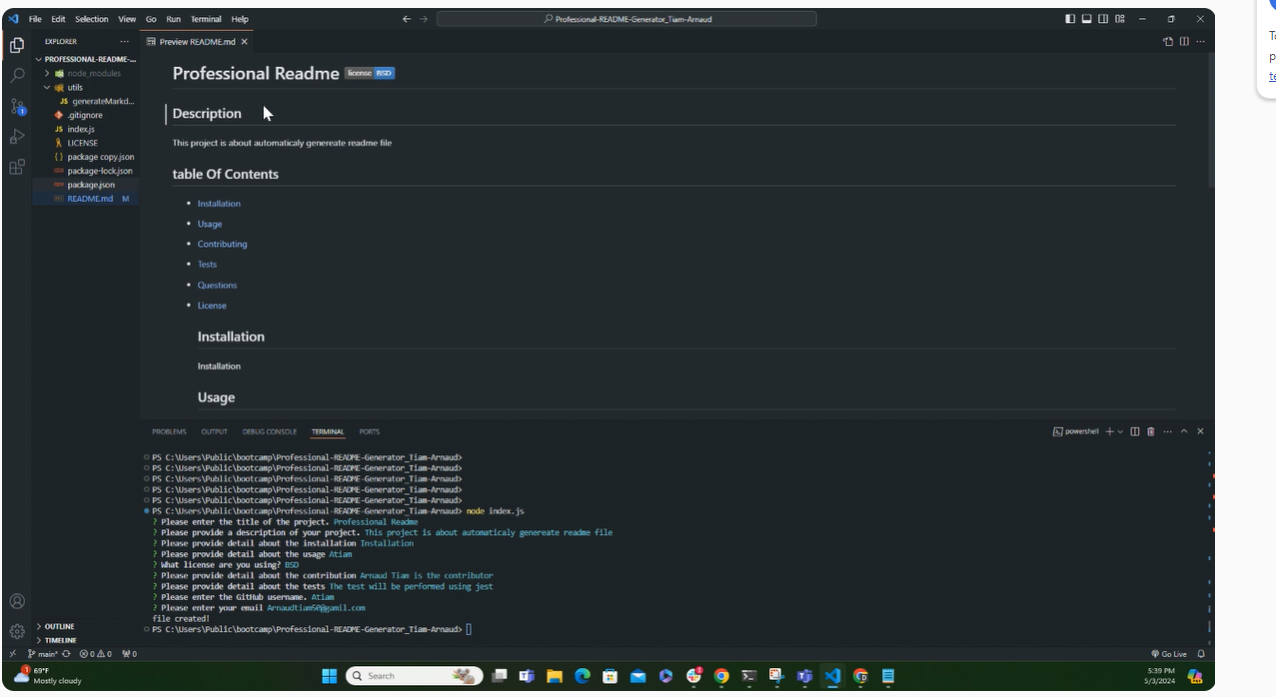 File Edit Selection View Go Run Terminal Help
Professional-README-Generator_Tiam-Arnaud
EXPLORER
PROFESSIONAL-README-...
node_modules
utils
generateMarkd...
.gitignore
index.js
LICENSE
package copy.json
package-lock.json
package.json
README.md M
OUTLINE
TIMELINE
Preview README.md
Professional Readme license BSD
Description
This project is about automaticaly genereate readme file
table Of Contents
Installation
Usage
Contributing
Tests
Questions
License
Installation
Installation
Usage
PROBLEMS OUTPUT DEBUG CONSOLE TERMINAL PORTS
powershell
PS C:\Users\Public\bootcamp\Professional-README-Generator_Tiam-Arnaud>
PS C:\Users\Public\bootcamp\Professional-README-Generator_Tiam-Arnaud>
PS C:\Users\Public\bootcamp\Professional-README-Generator_Tiam-Arnaud>
PS C:\Users\Public\bootcamp\Professional-README-Generator_Tiam-Arnaud>
PS C:\Users\Public\bootcamp\Professional-README-Generator_Tiam-Arnaud>
PS C:\Users\Public\bootcamp\Professional-README-Generator_Tiam-Arnaud> node index.js
? Please enter the title of the project. Professional Readme
? Please provide a description of your project. This project is about automaticaly genereate readme file
? Please provide detail about the installation Installation
? Please provide detail about the usage Atiam
? What license are you using? BSD
? Please provide detail about the contribution Arnaud Tiam is the contributor
? Please provide detail about the tests The test will be performed using jest
? Please enter the GitHub username. Atiam
? Please enter your email
file created!
PS C:\Users\Public\bootcamp\Professional-README-Generator_Tiam-Arnaud>
main* 0 0 0
Go Live
69°F
Mostly cloudy
Search
5:39 PM
5/3/2024